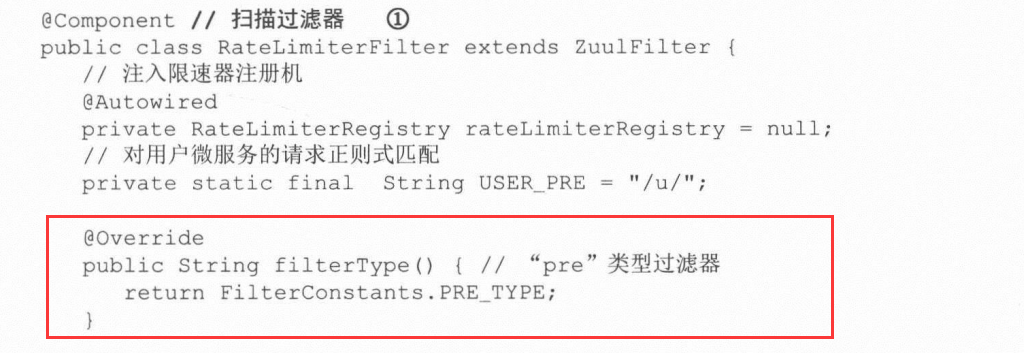 @Component // 扫描过滤器 ①
public class RateLimiterFilter extends ZuulFilter {
// 注入限速器注册机
@Autowired
private RateLimiterRegistry rateLimiterRegistry = null;
// 对用户微服务的请求正则式匹配
private static final String USER_PRE = "/u/";
@Override
public String filterType() { // “pre”类型过滤器
return FilterConstants.PRE_TYPE;
}